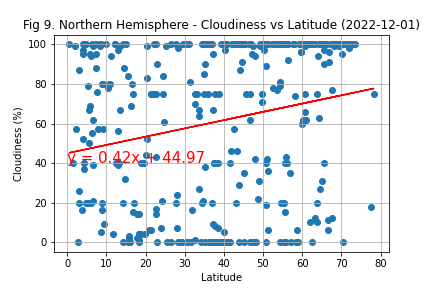 Fig 9. Northern Hemisphere - Cloudiness vs Latitude (2022-12-01)
100
80
60
40
20
0
Cloudiness (%)
y = 0.42x + 44.97
0 10 20 30 40 50 60 70 80
Latitude